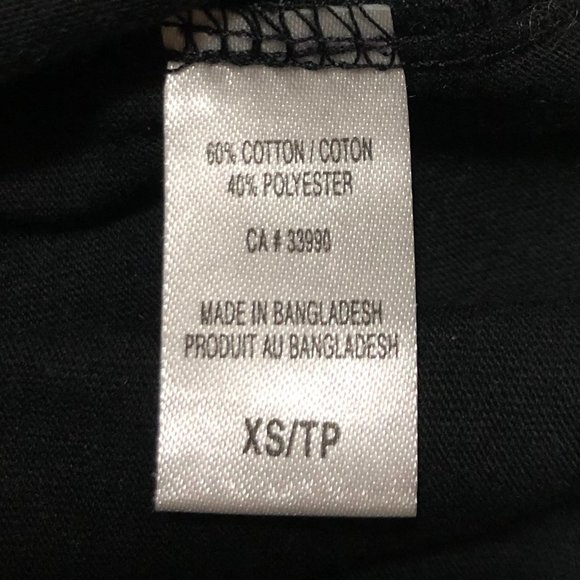 60% COTTON / COTON
40% POLYESTER
CA # 33990
MADE IN BANGLADESH
PRODUIT AU BANGLADESH
XS/TP